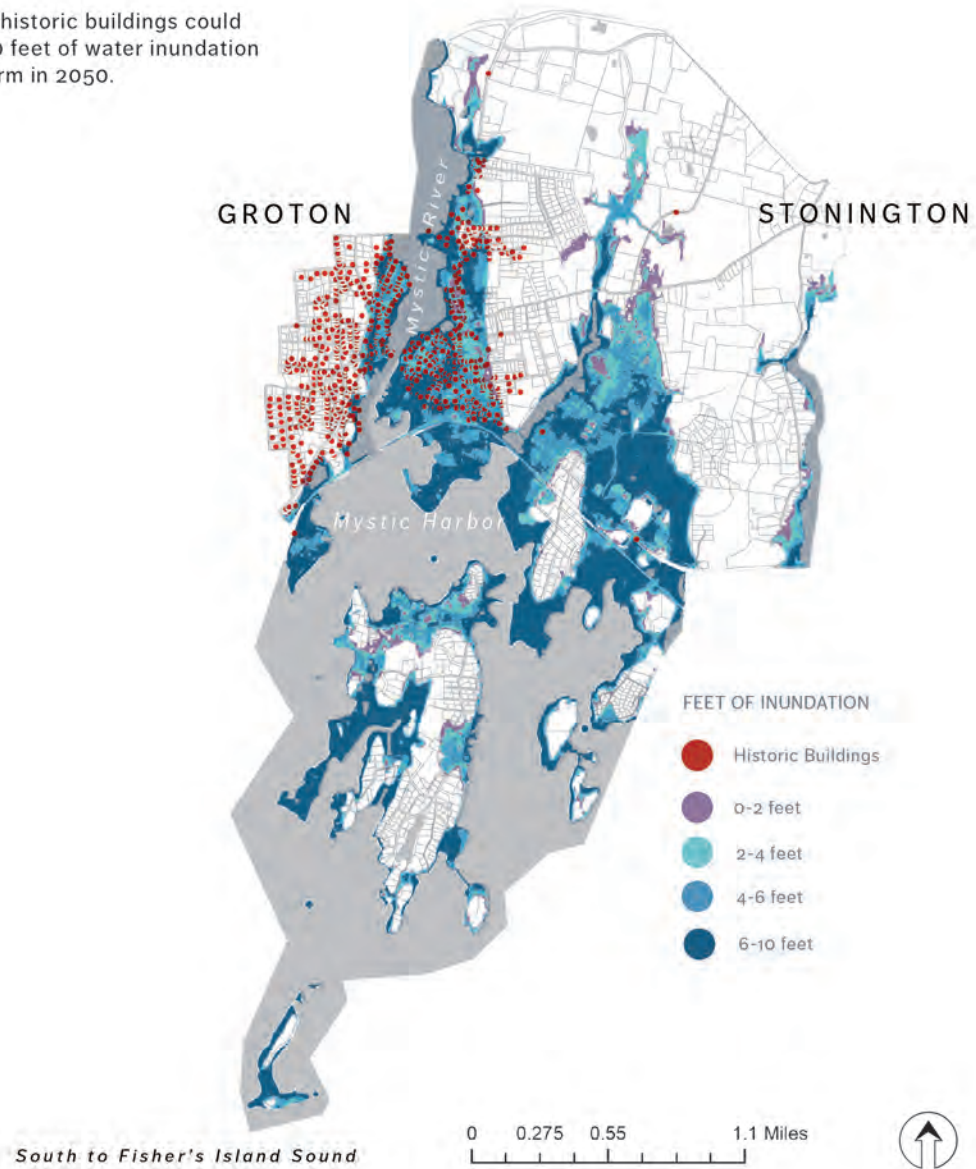 historic buildings could
feet of water inundation
in 2050.
GROTON
STONINGTON
Mystic River
Mystic Harbor
FEET OF INUNDATION
Historic Buildings
0-2 feet
2-4 feet
4-6 feet
6-10 feet
0 0.275 0.55 1.1 Miles
South to Fisher's Island Sound